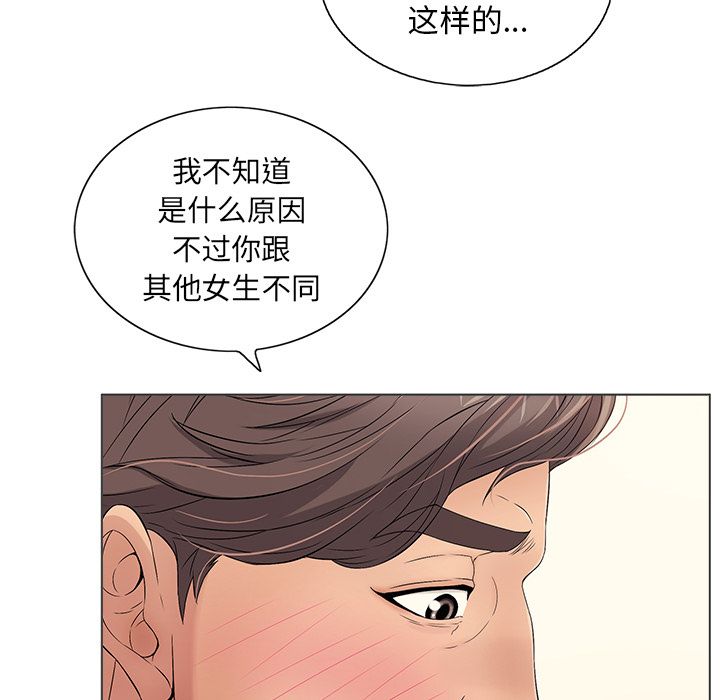 这样的...
我不知道
是什么原因
不过你跟
其他女生不同